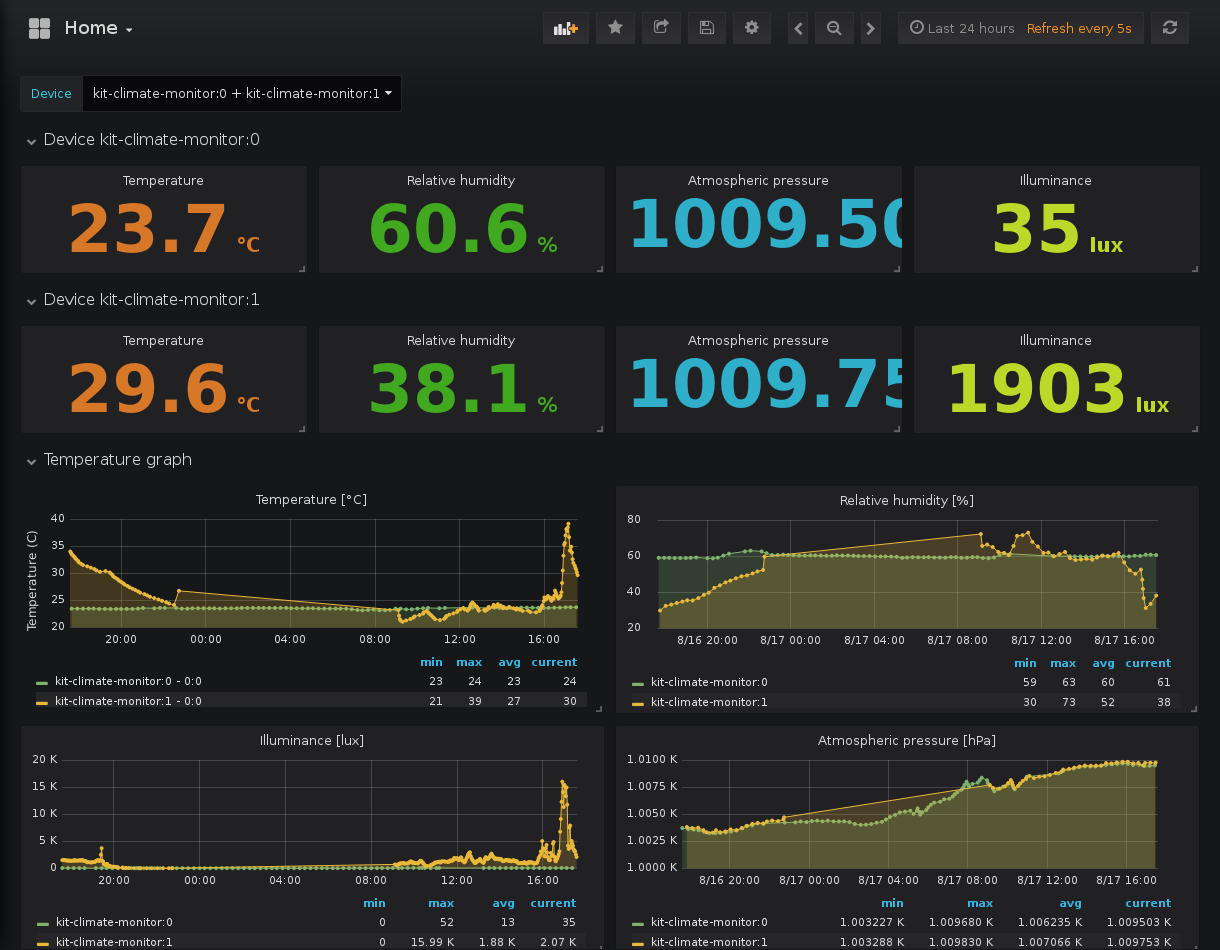 Home
Last 24 hours Refresh every 5s
Device kit-climate-monitor:0 + kit-climate-monitor:1
Device kit-climate-monitor:0
Temperature Relative humidity Atmospheric pressure Illuminance
23.7 °C 60.6 % 1009.50 35 lux
Device kit-climate-monitor:1
Temperature Relative humidity Atmospheric pressure Illuminance
29.6 °C 38.1 % 1009.75 1903 lux
Temperature graph
Temperature [°C]
Temperature (C)
40
35
30
25
20
20:00 00:00 04:00 08:00 12:00 16:00
min max avg current
kit-climate-monitor:0 - 0:0 23 24 23 24
kit-climate-monitor:1 - 0:0 21 39 27 30
Relative humidity [%]
80
60
40
20
8/16 20:00 8/17 00:00 8/17 04:00 8/17 08:00 8/17 12:00 8/17 16:00
min max avg current
kit-climate-monitor:0 59 63 60 61
kit-climate-monitor:1 30 73 52 38
Illuminance [lux]
20 K
15 K
10 K
5 K
0
20:00 00:00 04:00 08:00 12:00 16:00
min max avg current
kit-climate-monitor:0 0 52 13 35
kit-climate-monitor:1 0 15.99 K 1.88 K 2.07 K
Atmospheric pressure [hPa]
1.0100 K
1.0075 K
1.0050 K
1.0025 K
1.0000 K
8/16 20:00 8/17 00:00 8/17 04:00 8/17 08:00 8/17 12:00 8/17 16:00
min max avg current
kit-climate-monitor:0 1.003227 K 1.009680 K 1.006235 K 1.009503 K
kit-climate-monitor:1 1.003288 K 1.009830 K 1.007066 K 1.009753 K